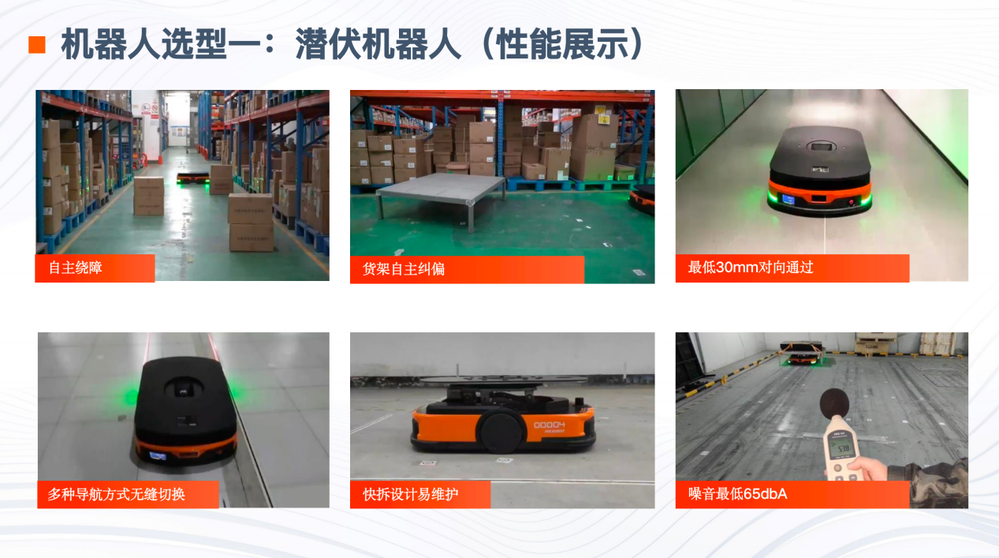 机器人选型一：潜伏机器人（性能展示）
自主绕障
货架自主纠偏
最低30mm对向通过
多种导航方式无缝切换
00004
快拆设计易维护
538
噪音最低65dbA